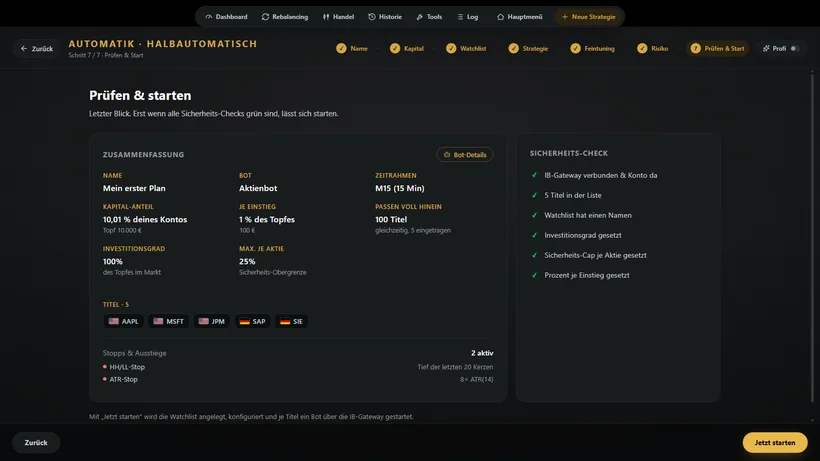 Dashboard Rebalancing Handel Historie Tools Log Hauptmenü + Neue Strategie
← Zurück
AUTOMATIK · HALBAUTOMATISCH
Schritt 7 / 7 · Prüfen & Start
✓ Name ✓ Kapital ✓ Watchlist ✓ Strategie ✓ Feintuning ✓ Risiko 7 Prüfen & Start Profi
Prüfen & starten
Letzter Blick. Erst wenn alle Sicherheits-Checks grün sind, lässt sich starten.
ZUSAMMENFASSUNG
Bot-Details
NAME BOT ZEITRAHMEN
Mein erster Plan Aktienbot M15 (15 Min)
KAPITAL-ANTEIL JE EINSTIEG PASSEN VOLL HINEIN
10,01 % deines Kontos 1 % des Topfes 100 Titel
Topf 10.000 € 100 € gleichzeitig, 5 eingetragen
INVESTITIONSGRAD MAX. JE AKTIE
100% 25%
des Topfes im Markt Sicherheits-Obergrenze
TITEL · 5
AAPL MSFT JPM SAP SIE
Stopps & Ausstiege 2 aktiv
HH/LL-Stop Tief der letzten 20 Kerzen
ATR-Stop 8× ATR(14)
SICHERHEITS-CHECK
✓ IB-Gateway verbunden & Konto da
✓ 5 Titel in der Liste
✓ Watchlist hat einen Namen
✓ Investitionsgrad gesetzt
✓ Sicherheits-Cap je Aktie gesetzt
✓ Prozent je Einstieg gesetzt
Mit „Jetzt starten" wird die Watchlist angelegt, konfiguriert und je Titel ein Bot über die IB-Gateway gestartet.
Zurück
Jetzt starten